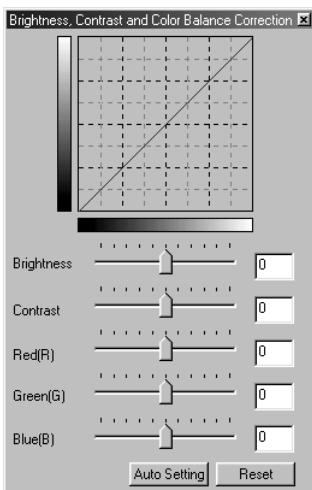 Brightness, Contrast and Color Balance Correction
Brightness 0
Contrast 0
Red(R) 0
Green(G) 0
Blue(B) 0
Auto Setting Reset